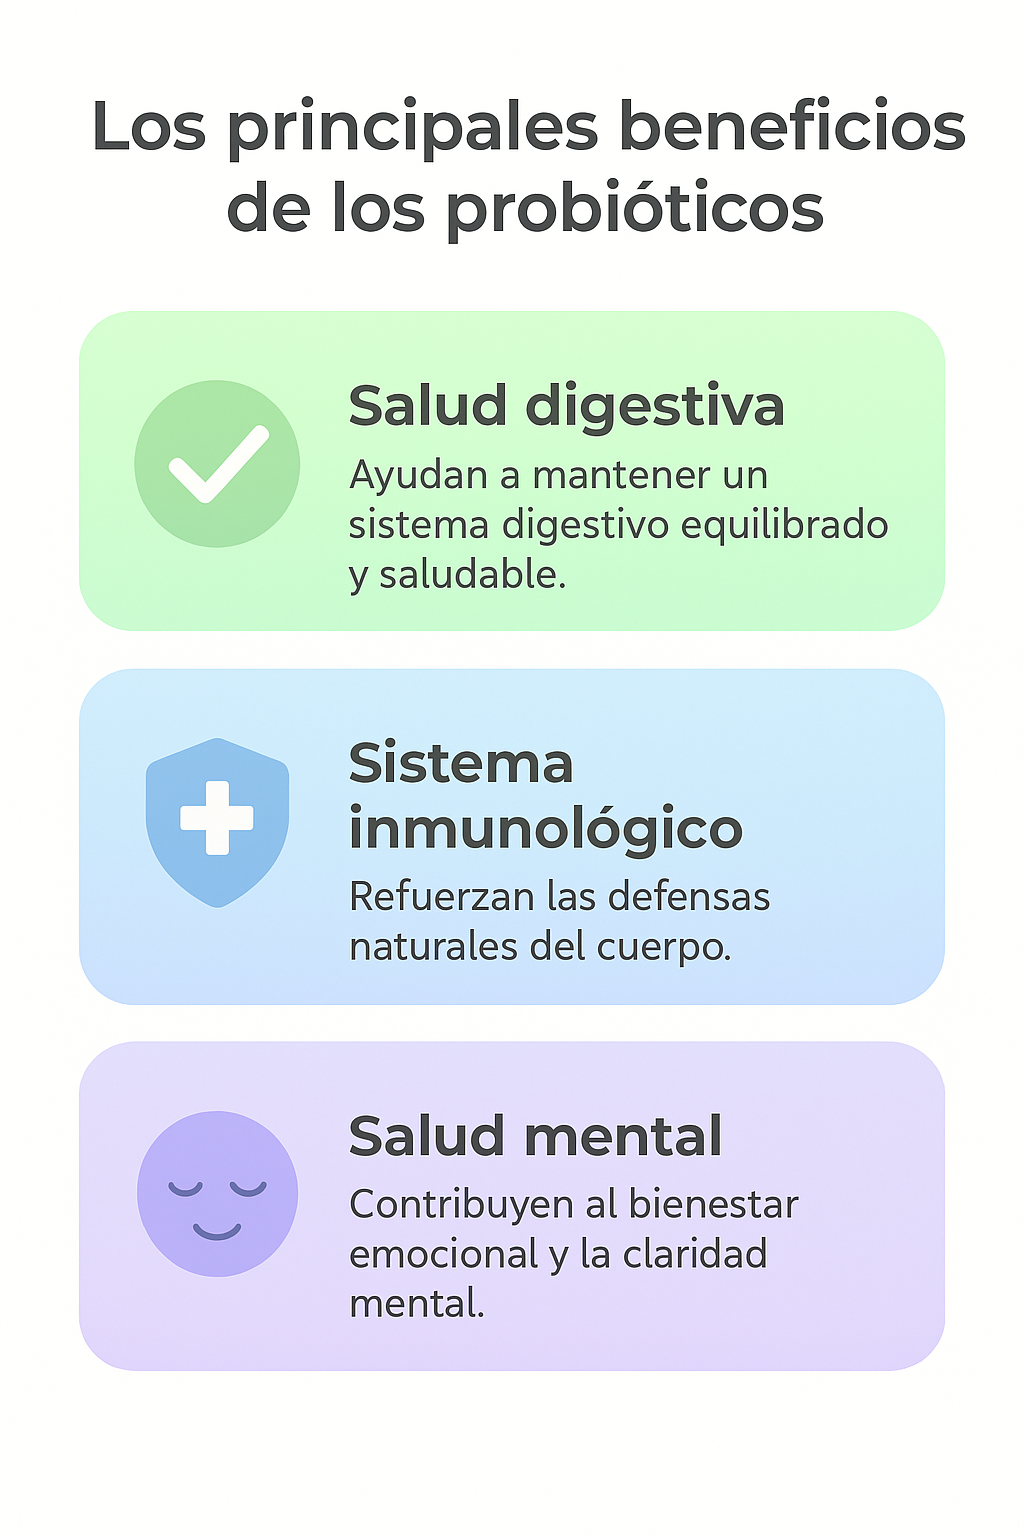 Los principales beneficios
de los probióticos
Salud digestiva
Ayudan a mantener un
sistema digestivo equilibrado
y saludable.
Sistema
inmunológico
Refuerzan las defensas
naturales del cuerpo.
Salud mental
Contribuyen al bienestar
emocional y la claridad
mental.